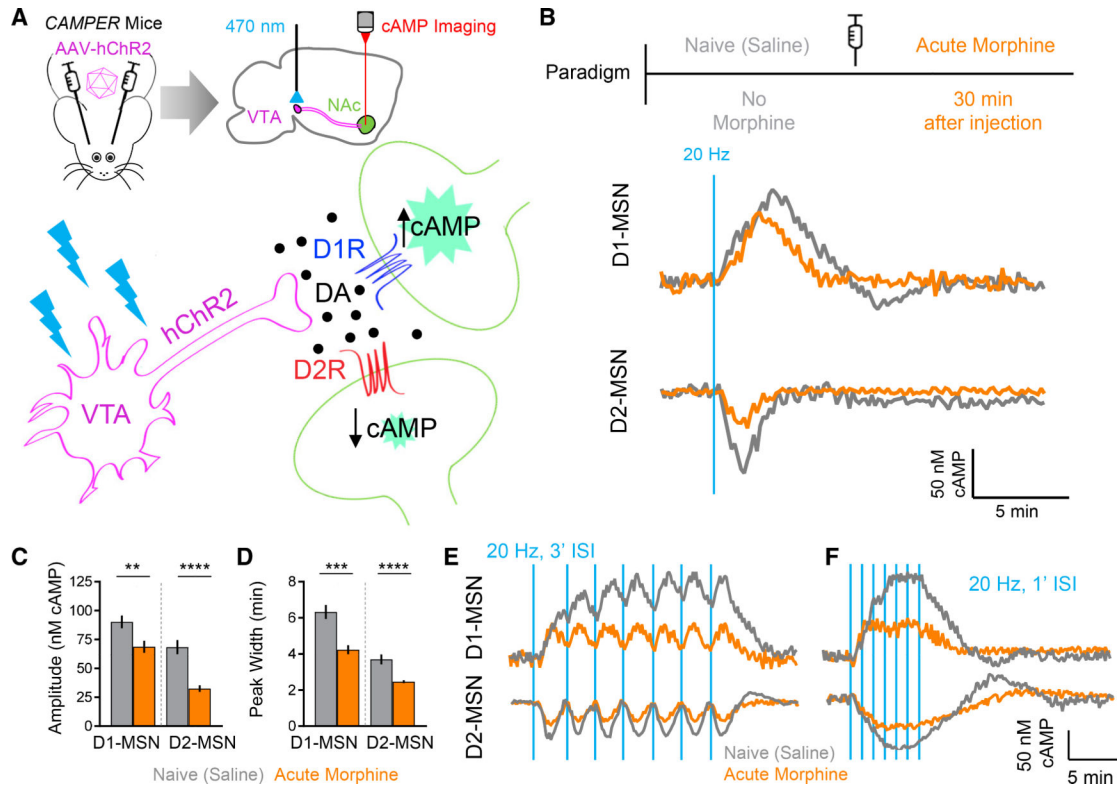 A
CAMPER Mice
AAV-hChR2
470 nm
cAMP Imaging
VTA
NAc
cAMP
D1R
DA
hChR2
D2R
VTA
cAMP
B
Naive (Saline)
Acute Morphine
Paradigm
No
Morphine
30 min
after injection
20 Hz
D1-MSN
D2-MSN
50 nM
cAMP
5 min
C
Amplitude (nM cAMP)
125
100
75
50
25
0
**
****
D1-MSN
D2-MSN
D
Peak Width (min)
8
6
4
2
0
***
****
D1-MSN
D2-MSN
Naive (Saline) Acute Morphine
E
20 Hz, 3' ISI
D1-MSN
D2-MSN
Naive (Saline)
Acute Morphine
F
20 Hz, 1' ISI
50 nM
cAMP
5 min